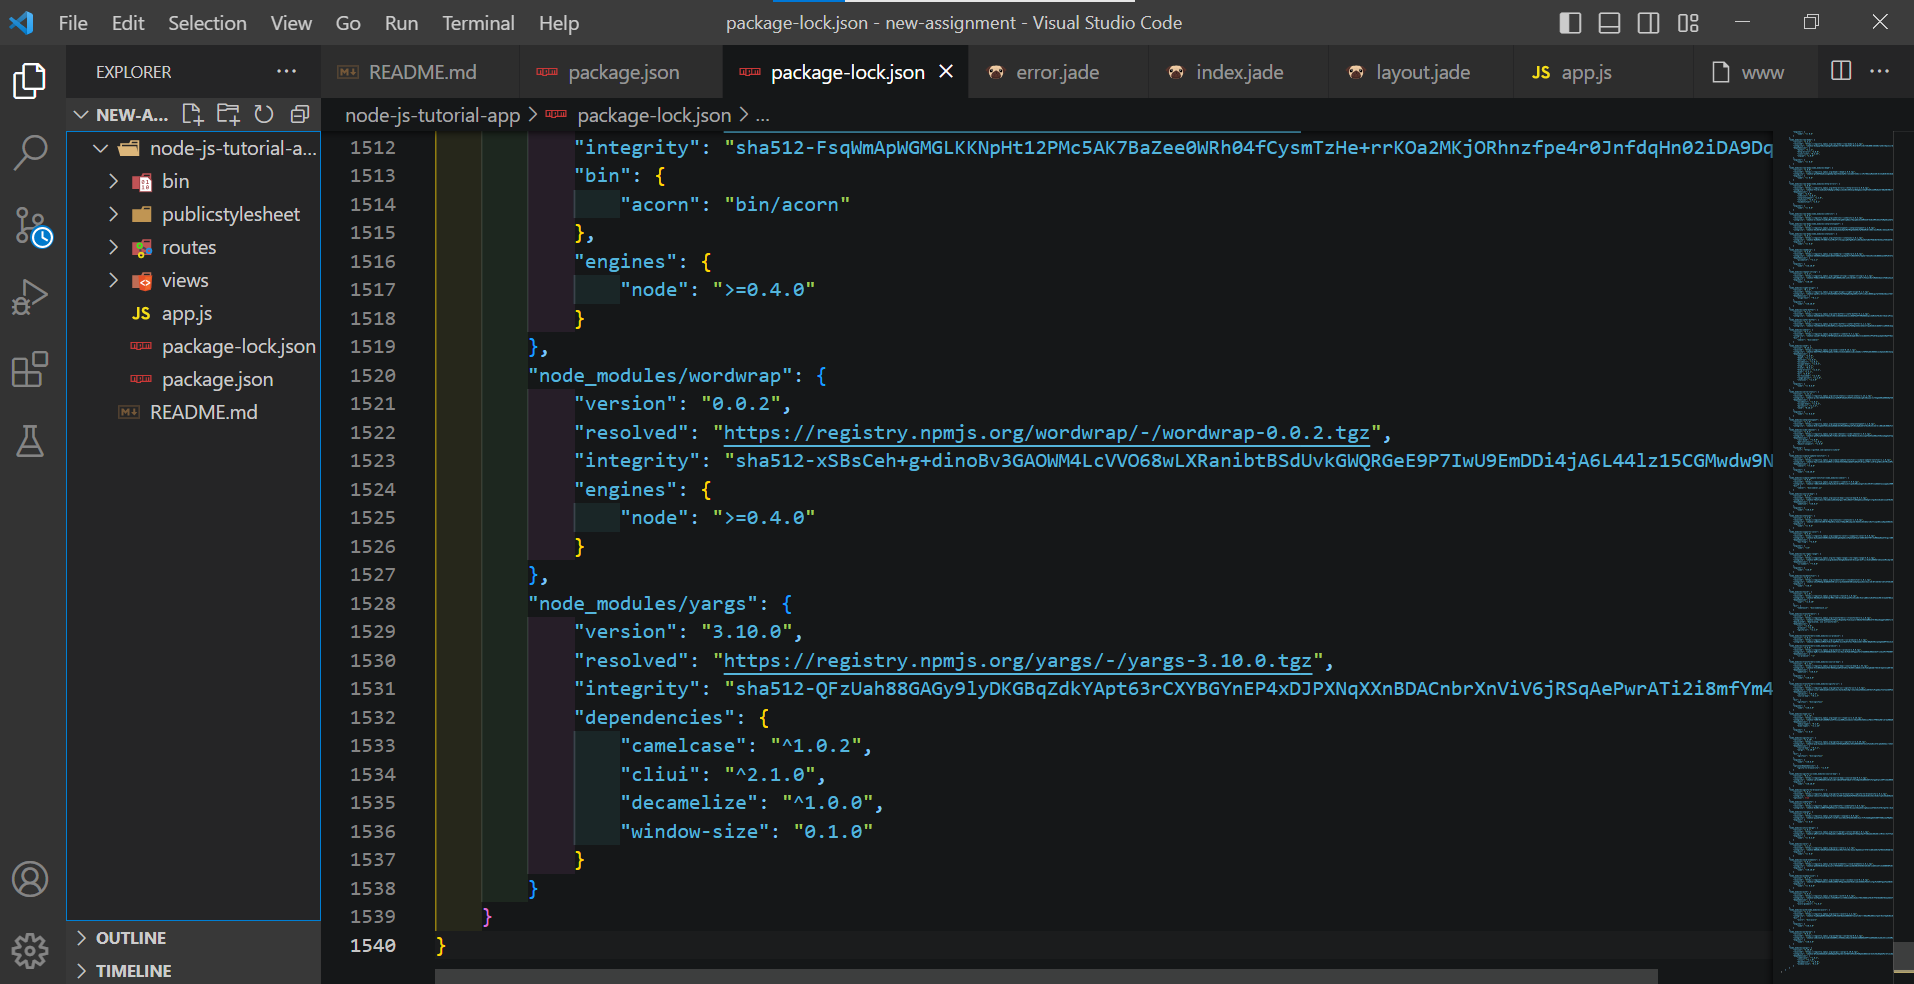 File Edit Selection View Go Run Terminal Help package-lock.json - new-assignment - Visual Studio Code
EXPLORER
README.md package.json package-lock.json error.jade index.jade layout.jade JS app.js www
NEW-A...
node-js-tutorial-app > package-lock.json > ...
node-js-tutorial-a...
bin
publicstylesheet
routes
views
JS app.js
package-lock.json
package.json
README.md
OUTLINE
TIMELINE
1512 "integrity": "sha512-FsqWmApWGMGLKKNpHt12PMc5AK7BaZee0WRh04fCysmTzHe+rrKOa2MKjORhnzfpe4r0JnfdqHn02iDA9Dq
1513 "bin": {
1514 "acorn": "bin/acorn"
1515 },
1516 "engines": {
1517 "node": ">=0.4.0"
1518 }
1519 },
1520 "node_modules/wordwrap": {
1521 "version": "0.0.2",
1522 "resolved": "https://registry.npmjs.org/wordwrap/-/wordwrap-0.0.2.tgz",
1523 "integrity": "sha512-xSBsCeh+g+dinoBv3GAOWM4LcVVO68wLXRanibtBSdUvkGWQRGeE9P7IwU9EmDDi4jA6L44lz15CGMwdw9N
1524 "engines": {
1525 "node": ">=0.4.0"
1526 }
1527 },
1528 "node_modules/yargs": {
1529 "version": "3.10.0",
1530 "resolved": "https://registry.npmjs.org/yargs/-/yargs-3.10.0.tgz",
1531 "integrity": "sha512-QFzUah88GAGy9lyDKGBqZdkYApt63rCXYBGYnEP4xDJPXNqXXnBDACnbrXnViV6jRSqAePwrATi2i8mfYm4
1532 "dependencies": {
1533 "camelcase": "^1.0.2",
1534 "cliui": "^2.1.0",
1535 "decamelize": "^1.0.0",
1536 "window-size": "0.1.0"
1537 }
1538 }
1539 }
1540 }